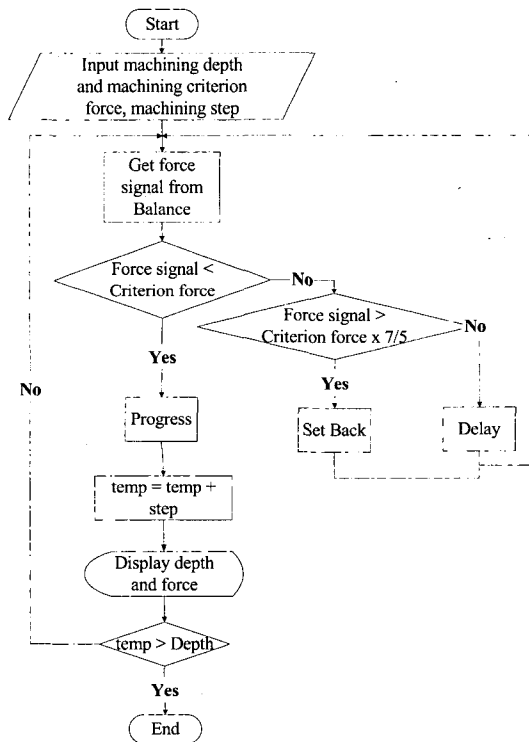 Start
Input machining depth
and machining criterion
force, machining step
Get force
signal from
Balance
Force signal <
Criterion force
No
Force signal >
Criterion force x 7/5
No
Yes
Yes
No
Progress
Set Back
Delay
temp = temp +
step
Display depth
and force
temp > Depth
Yes
End